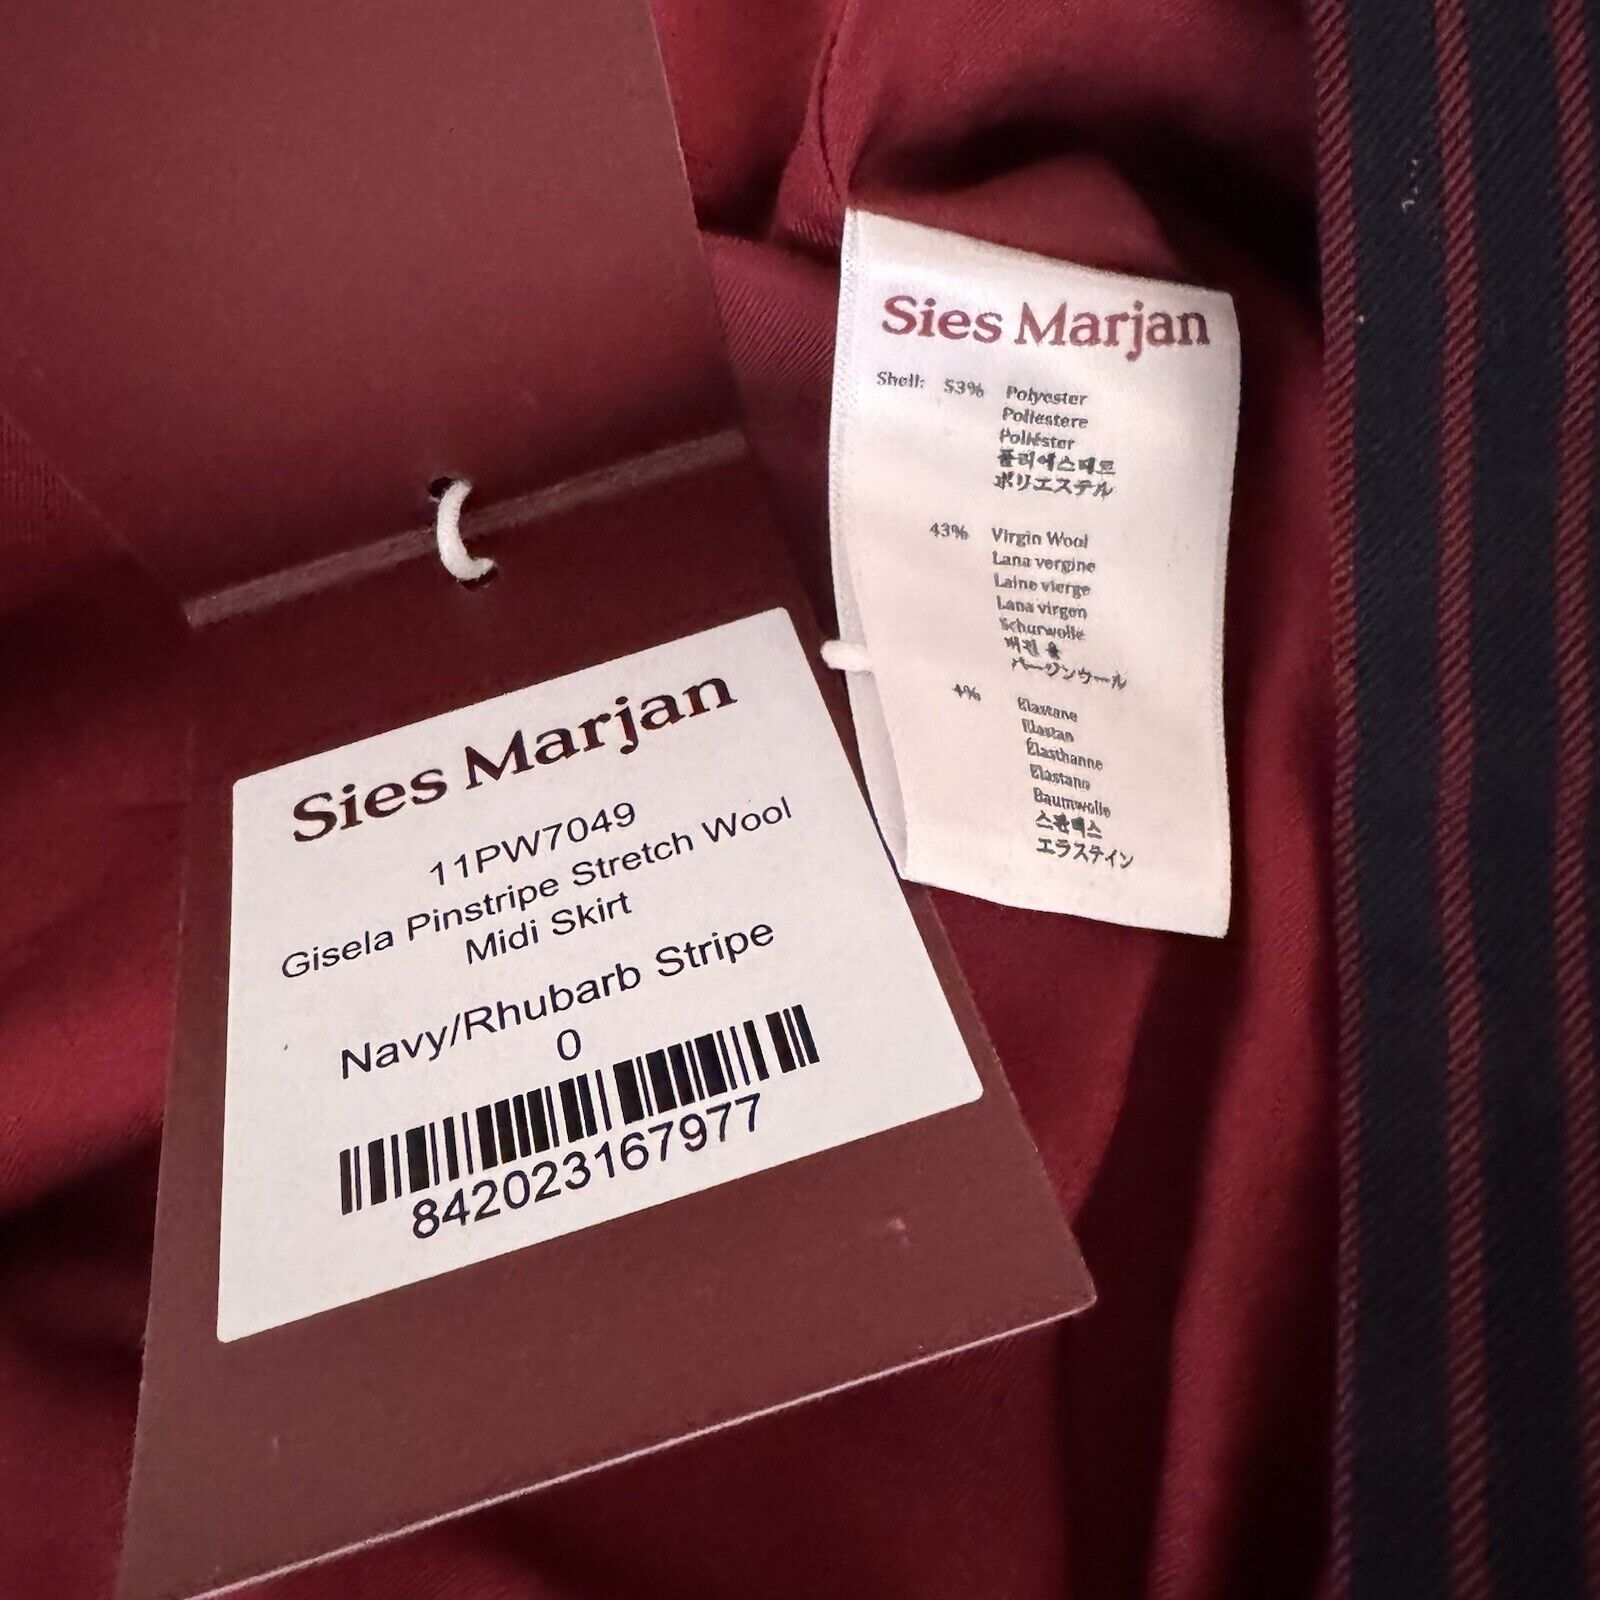 Sies Marjan
11PW7049
Gisela Pinstripe Stretch Wool
Midi Skirt
Navy/Rhubarb Stripe
0
842023167977
Sies Marjan
Shell: 53% Polyester
Poliestere
Poliéster
폴리에스테르
ポリエステル
43% Virgin Wool
Lana vergine
Laine vierge
Lana virgen
Schurwolle
버진 울
バージンウール
4% Elastane
Elastan
Élasthanne
Elastano
Baumwolle
스판덱스
エラステイン